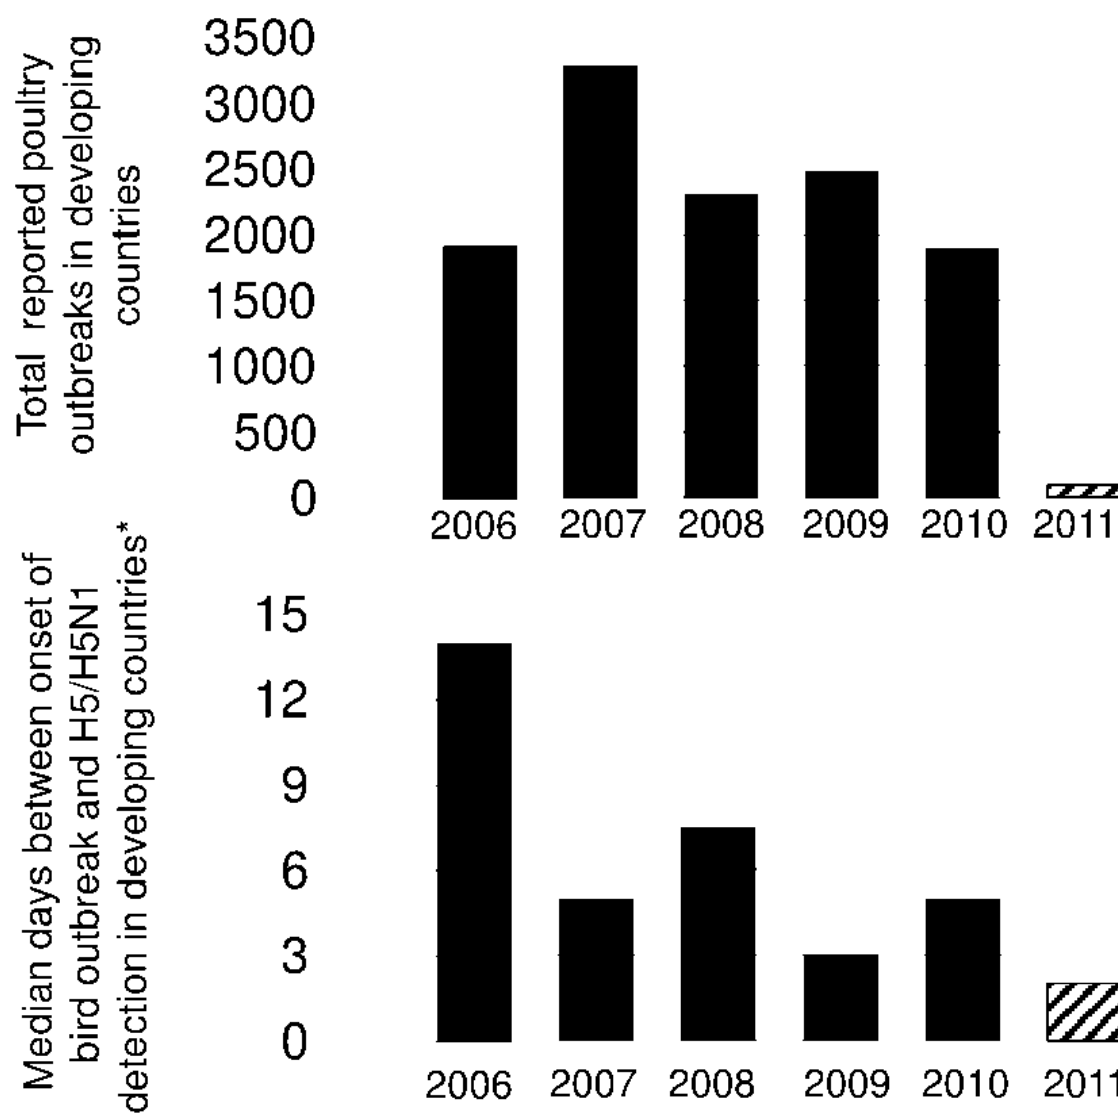 Total reported poultry
outbreaks in developing
countries
3500
3000
2500
2000
1500
1000
500
0
2006 2007 2008 2009 2010 2011
Median days between onset of
bird outbreak and H5/H5N1
detection in developing countries*
15
12
9
6
3
0
2006 2007 2008 2009 2010 2011